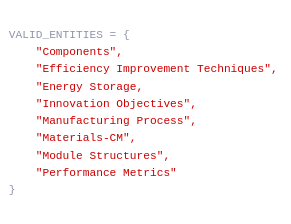 VALID_ENTITIES = {
"Components",
"Efficiency Improvement Techniques",
"Energy Storage,
"Innovation Objectives",
"Manufacturing Process",
"Materials-CM",
"Module Structures",
"Performance Metrics"
}